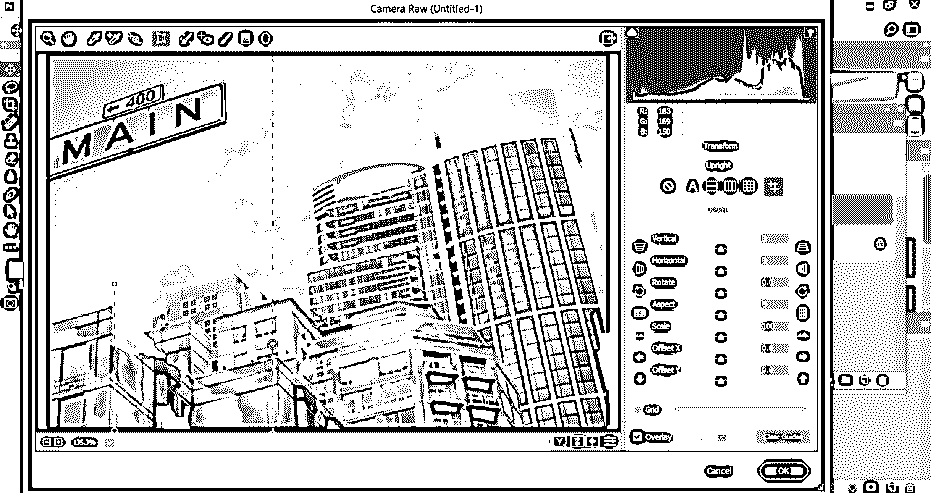 Camera Raw (Untitled-1)
← 400
MAIN
Transform
Upright
A
Vertical
Horizontal
Rotate
Aspect
Scale
Offset X
Offset Y
Grid
Overlay
Y
Cancel
OK